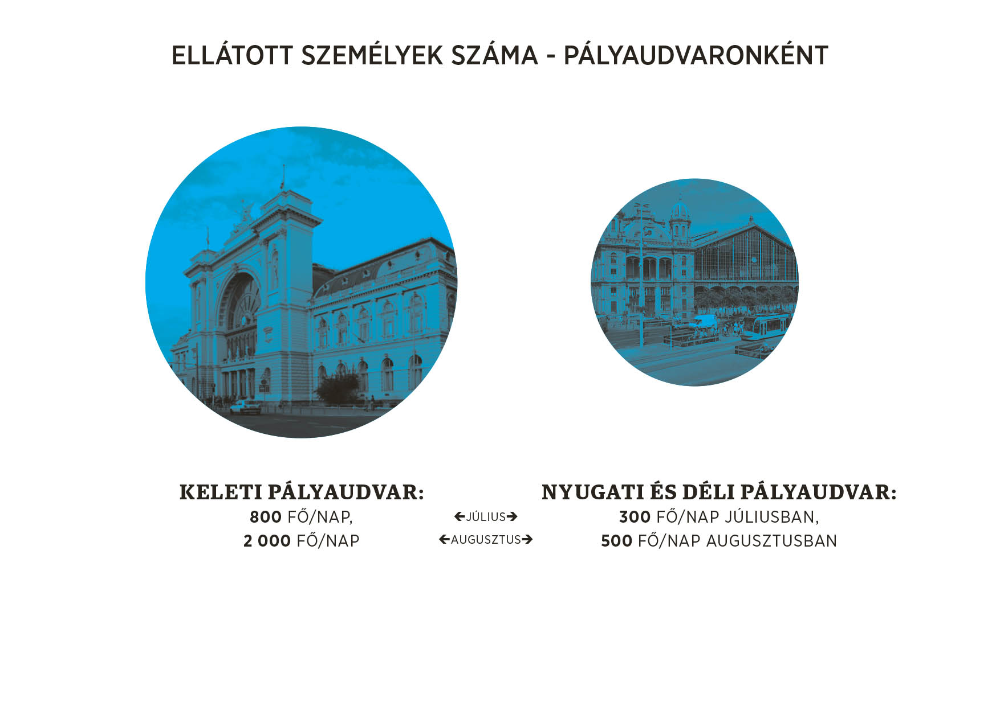 ELLÁTOTT SZEMÉLYEK SZÁMA - PÁLYAUDVARONKÉNT
KELETI PÁLYAUDVAR:
800 FŐ/NAP,
2 000 FŐ/NAP
←JÚLIUS→
←AUGUSZTUS→
NYUGATI ÉS DÉLI PÁLYAUDVAR:
300 FŐ/NAP JÚLIUSBAN,
500 FŐ/NAP AUGUSZTUSBAN